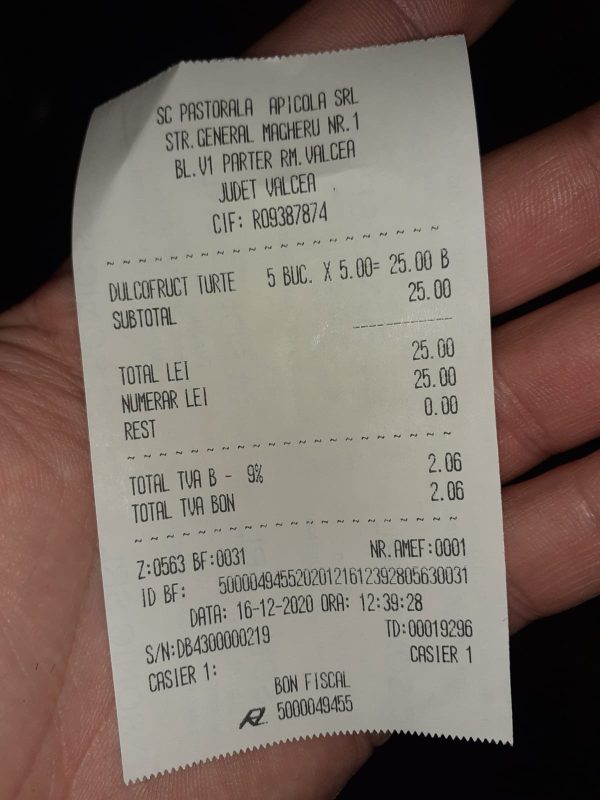 SC PASTORALA APICOLA SRL
STR.GENERAL MAGHERU NR.1
BL.V1 PARTER RM.VALCEA
JUDET VALCEA
CIF: RO9387874
~ ~ ~ ~ ~ ~ ~ ~ ~ ~ ~ ~ ~ ~ ~ ~ ~ ~ ~ ~
DULCOFRUCT TURTE 5 BUC. X 5.00= 25.00 B
SUBTOTAL 25.00
----------
TOTAL LEI 25.00
NUMERAR LEI 25.00
REST 0.00
~ ~ ~ ~ ~ ~ ~ ~ ~ ~ ~ ~ ~ ~ ~ ~ ~ ~ ~ ~
TOTAL TVA B - 9% 2.06
TOTAL TVA BON 2.06
~ ~ ~ ~ ~ ~ ~ ~ ~ ~ ~ ~ ~ ~ ~ ~ ~ ~ ~ ~
Z:0563 BF:0031 NR.AMEF:0001
ID BF: 50000494552020121612392805630031
DATA: 16-12-2020 ORA: 12:39:28
S/N:DB4300000219 TD:00019296
CASIER 1: CASIER 1
BON FISCAL
5000049455